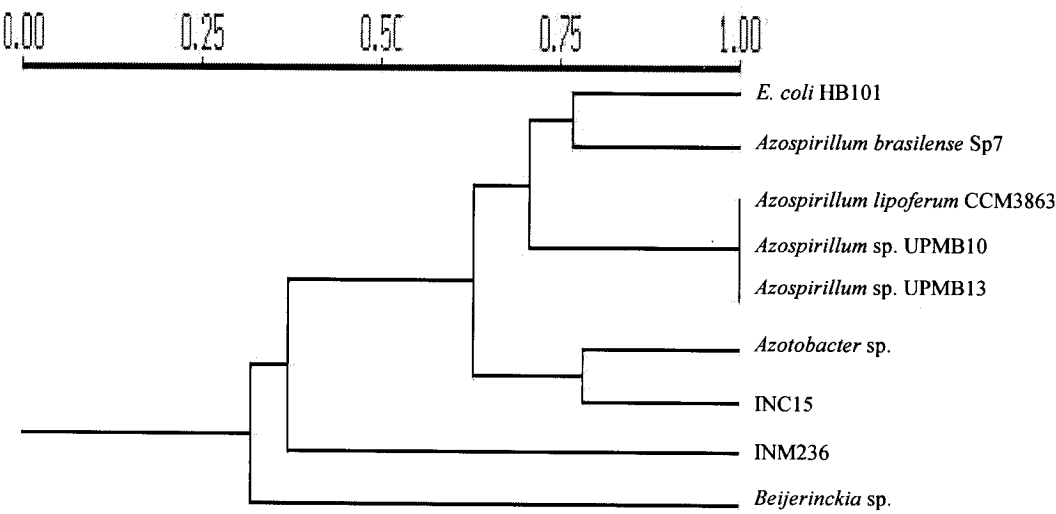 0.00 0.25 0.50 0.75 1.00
E. coli HB101
Azospirillum brasilense Sp7
Azospirillum lipoferum CCM3863
Azospirillum sp. UPMB10
Azospirillum sp. UPMB13
Azotobacter sp.
INC15
INM236
Beijerinckia sp.